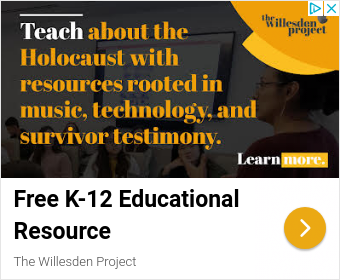 the
willesden
project
Teach about the
Holocaust with
resources rooted in
music, technology, and
survivor testimony.
Learn more.
Free K-12 Educational
Resource
The Willesden Project